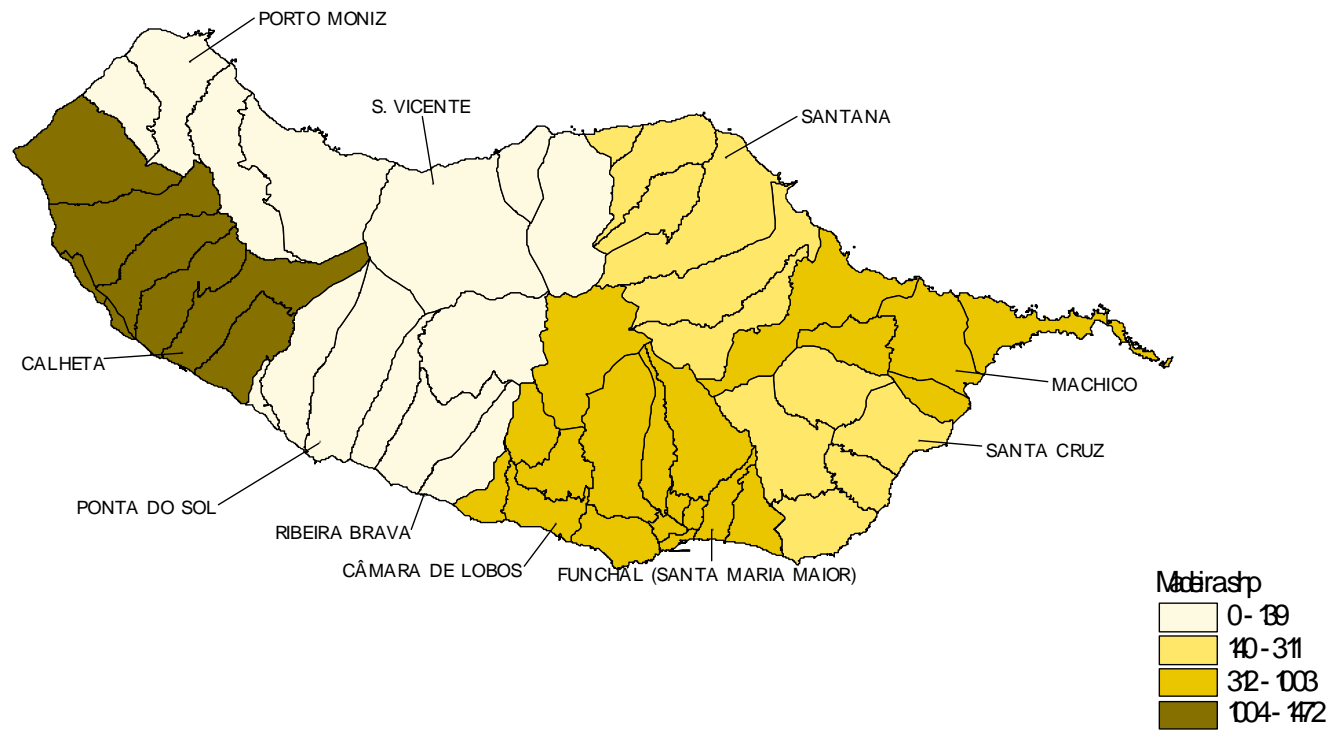 PORTO MONIZ
S. VICENTE
SANTANA
CALHETA
MACHICO
SANTA CRUZ
PONTA DO SOL
RIBEIRA BRAVA
CÂMARA DE LOBOS
FUNCHAL (SANTA MARIA MAIOR)
Madeira.shp
0 - 139
140 - 311
312 - 1003
1004 - 1472